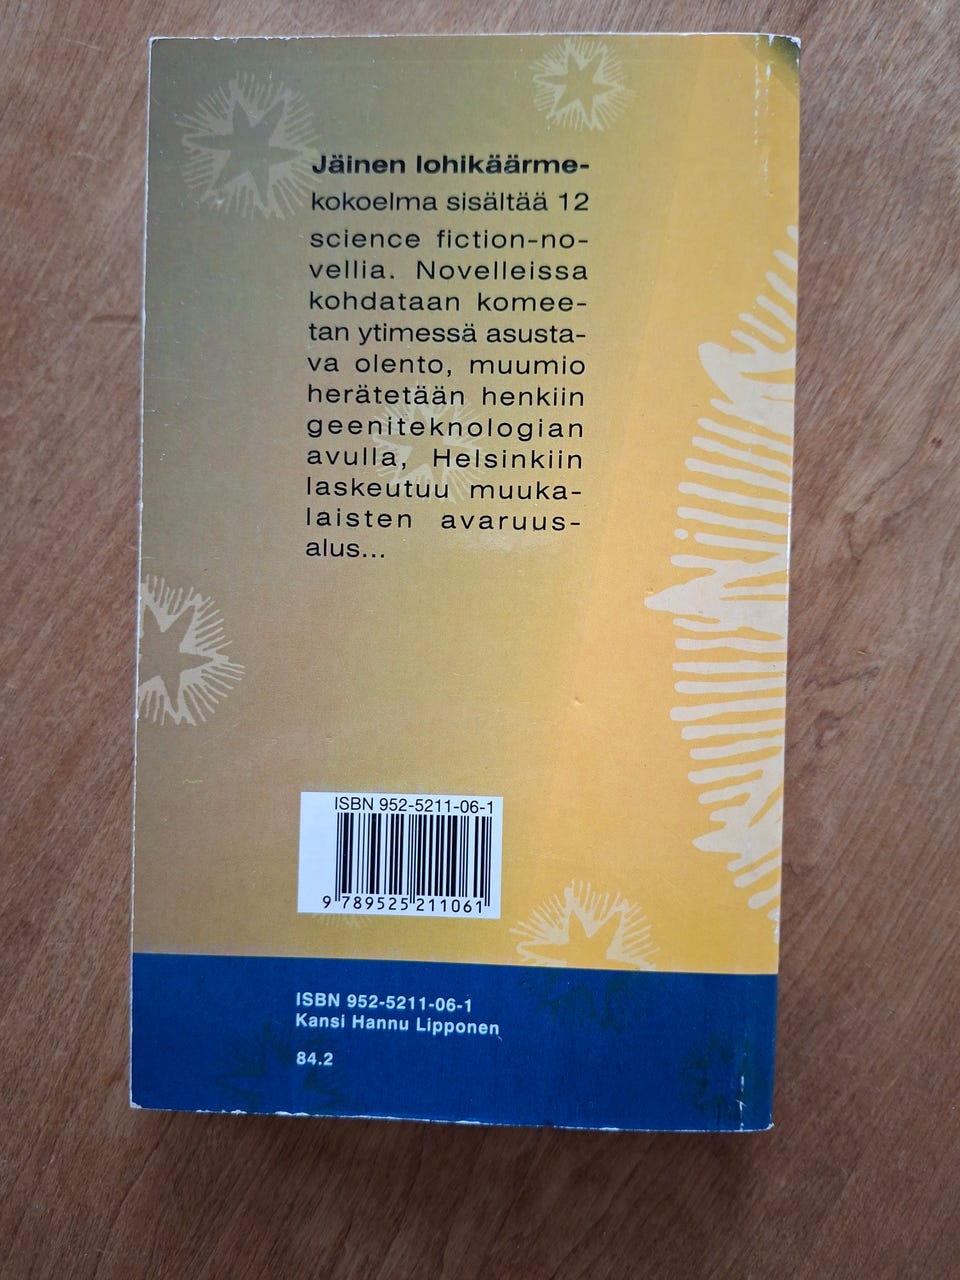 Jäinen lohikäärme-
kokoelma sisältää 12
science fiction-no-
vellia. Novelleissa
kohdataan komee-
tan ytimessä asusta-
va olento, muumio
herätetään henkiin
geeniteknologian
avulla, Helsinkiin
laskeutuu muuka-
laisten avaruus-
alus...
ISBN 952-5211-06-1
9 789525 211061
ISBN 952-5211-06-1
Kansi Hannu Lipponen
84.2